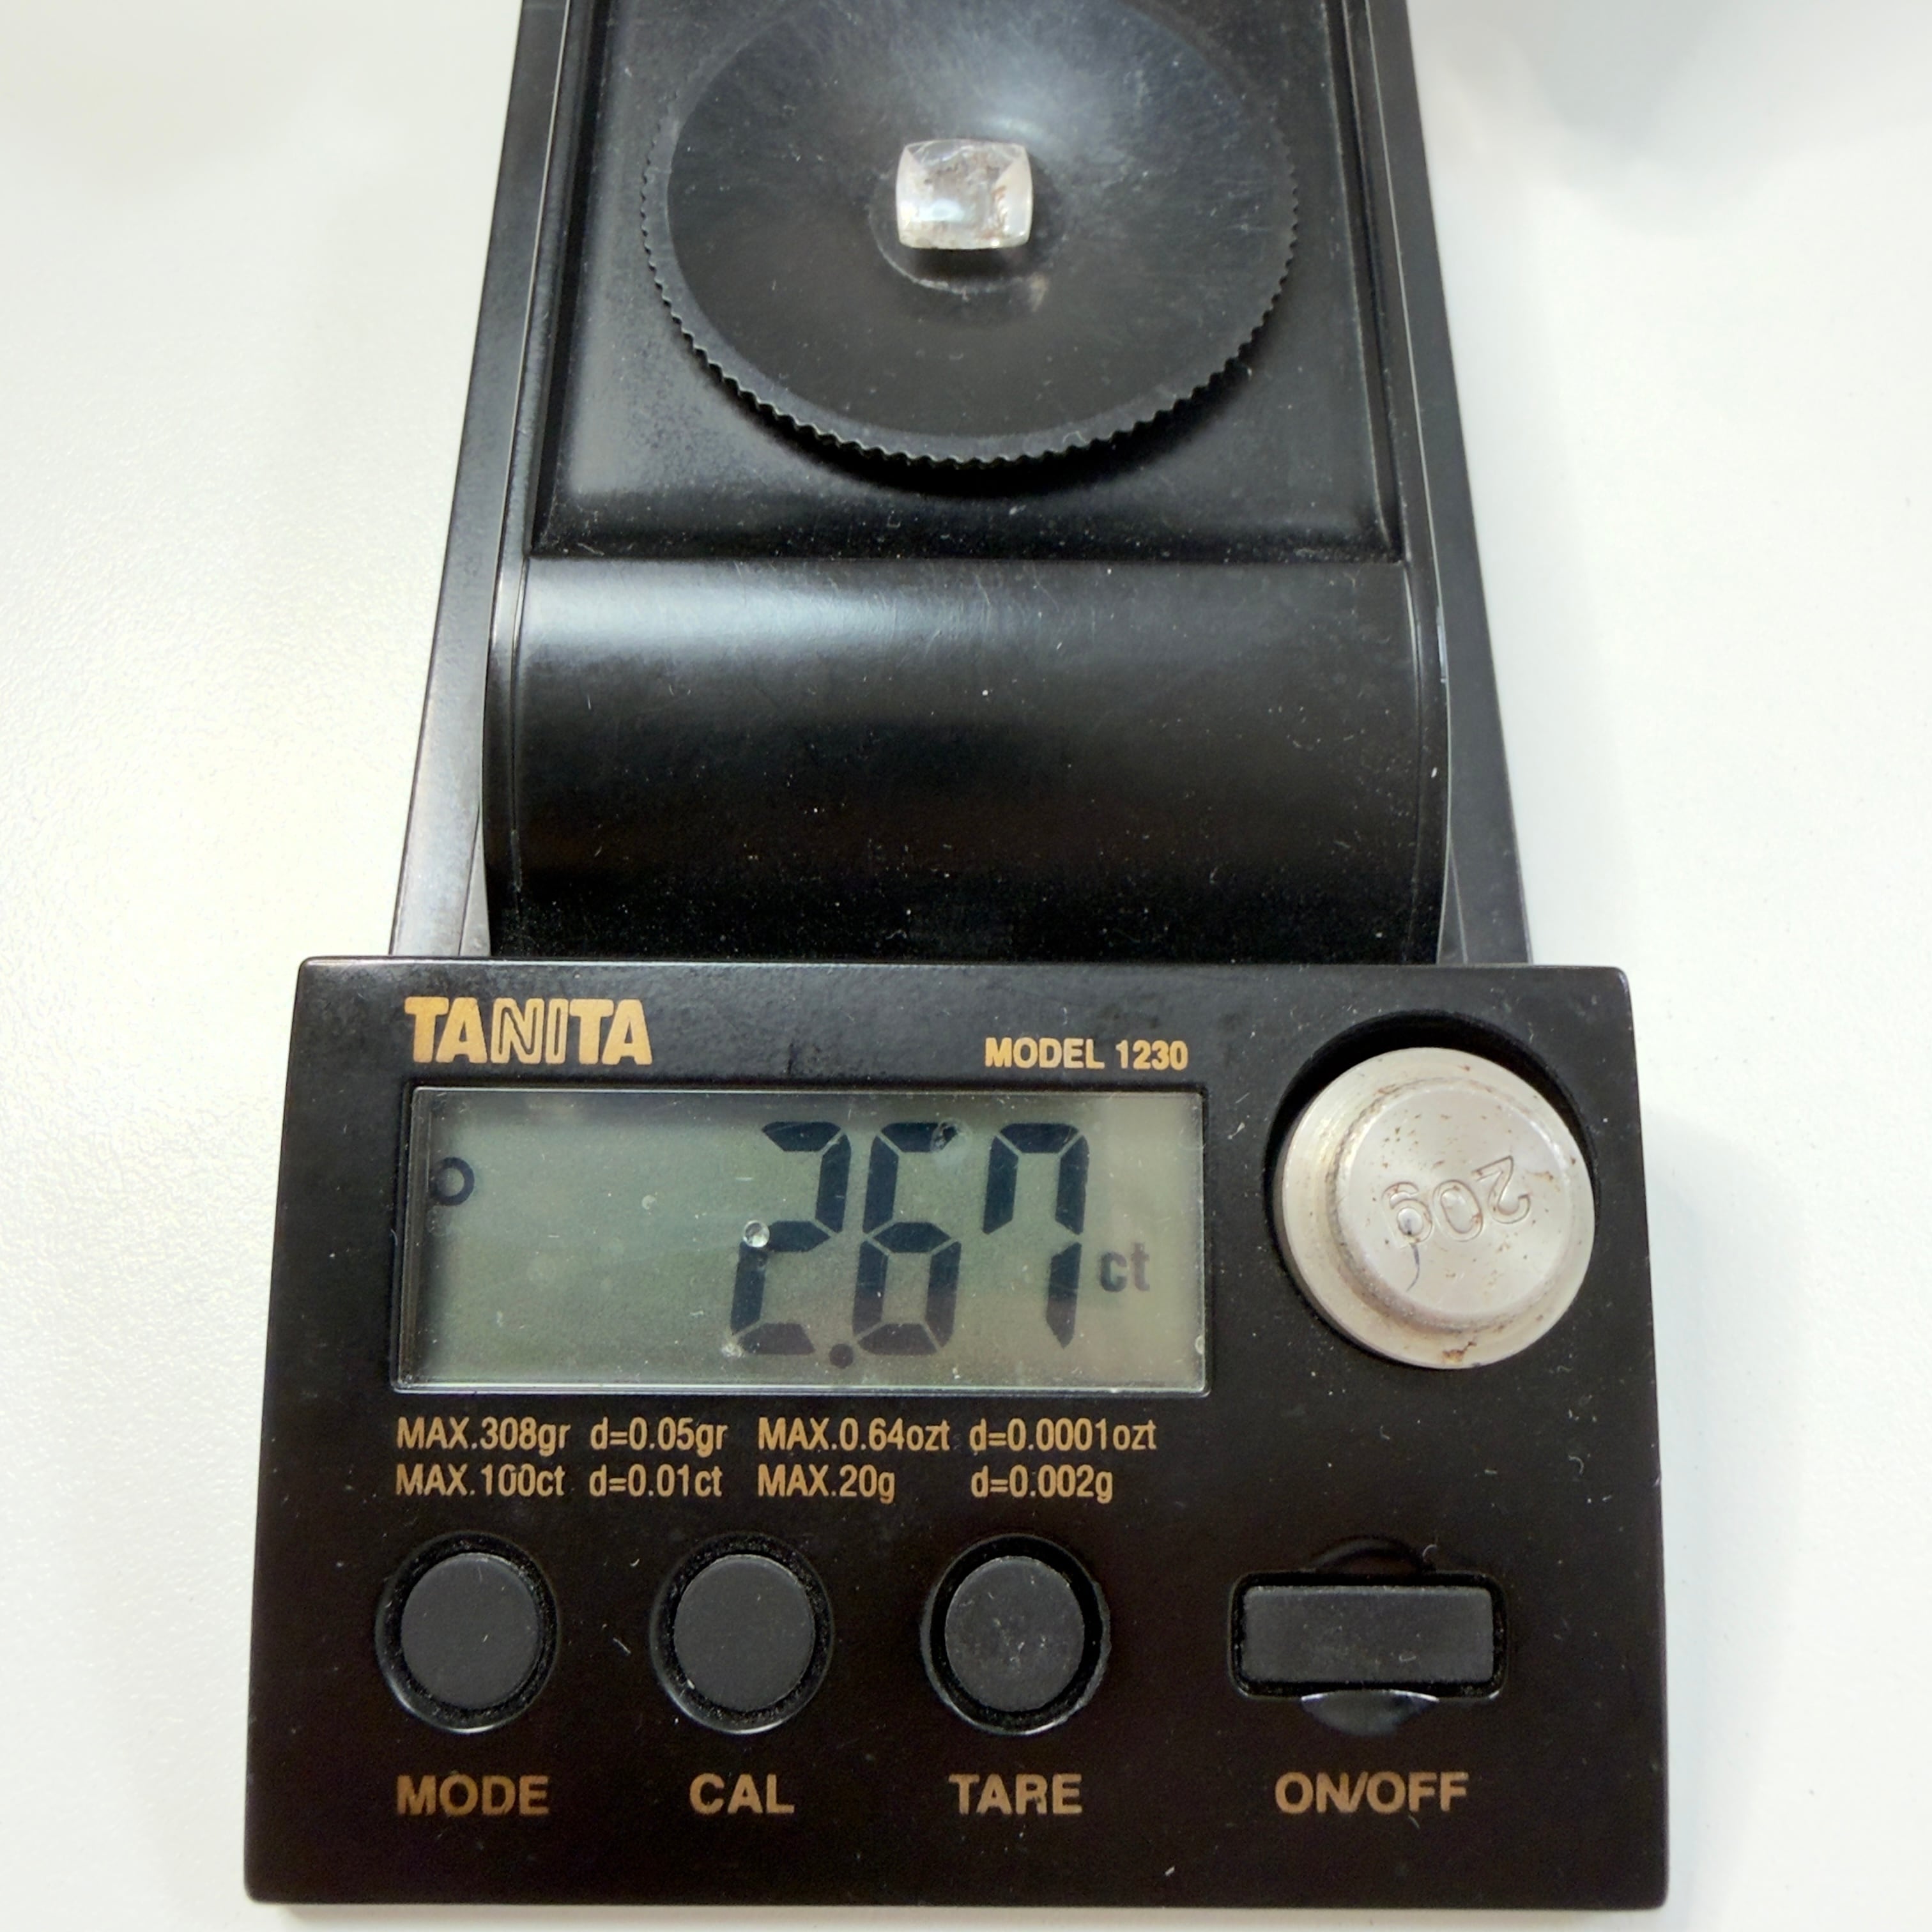 TANITA
MODEL 1230
2.67 ct
20g
MAX.308gr d=0.05gr MAX.0.64ozt d=0.0001ozt
MAX.100ct d=0.01ct MAX.20g d=0.002g
MODE CAL TARE ON/OFF